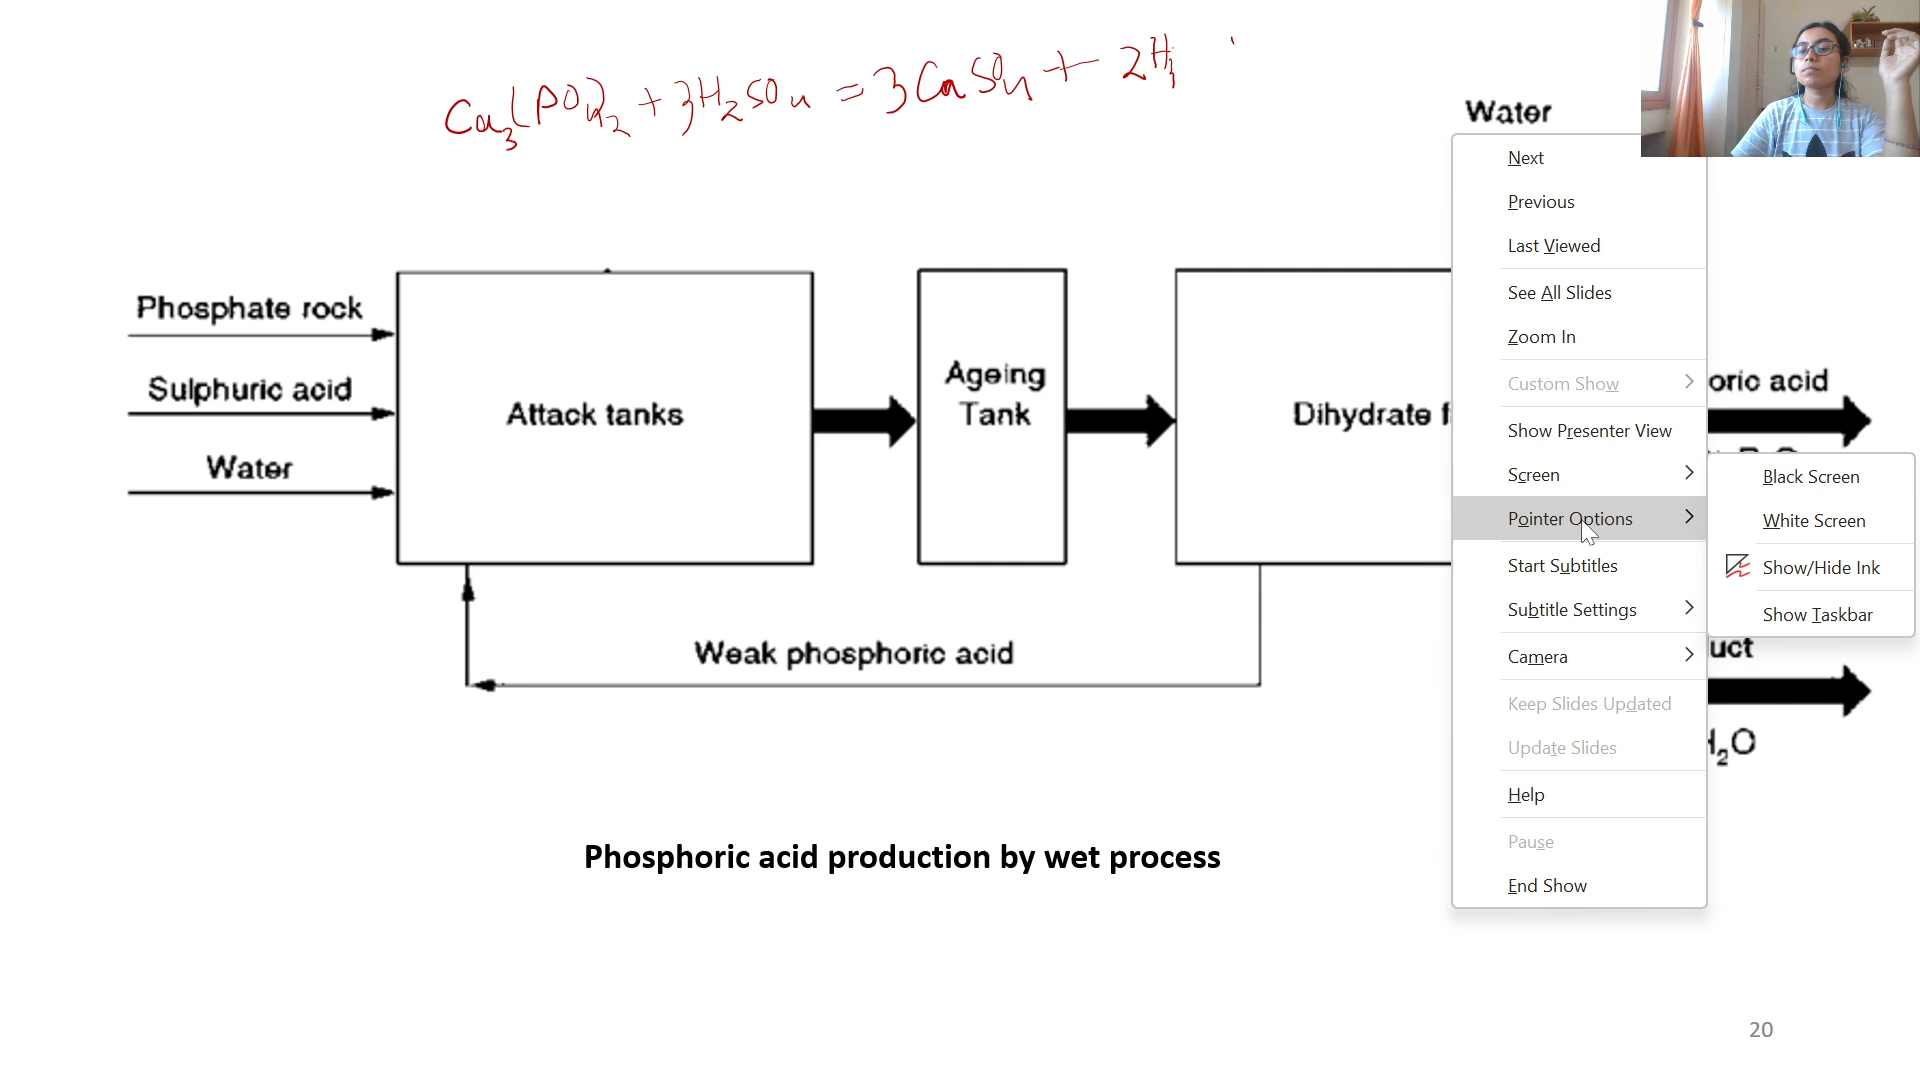 Ca3(PO4)2 + 3H2SO4 = 3CaSO4 + 2H3
Water
Phosphate rock
Sulphuric acid
Water
Attack tanks
Ageing
Tank
Dihydrate f
oric acid
Weak phosphoric acid
uct
H2O
Phosphoric acid production by wet process
20
Next
Previous
Last Viewed
See All Slides
Zoom In
Custom Show
Show Presenter View
Screen
Pointer Options
Start Subtitles
Subtitle Settings
Camera
Keep Slides Updated
Update Slides
Help
Pause
End Show
Black Screen
White Screen
Show/Hide Ink
Show Taskbar